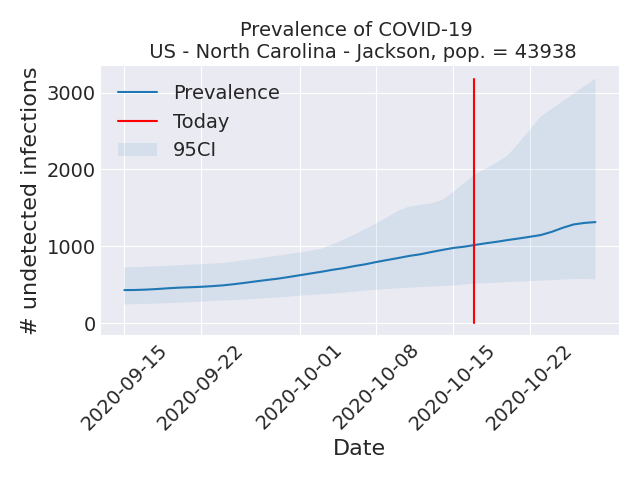 Prevalence of COVID-19
US - North Carolina - Jackson, pop. = 43938
# undetected infections
3000
2000
1000
0
Prevalence
Today
95CI
2020-09-15
2020-09-22
2020-10-01
2020-10-08
2020-10-15
2020-10-22
Date